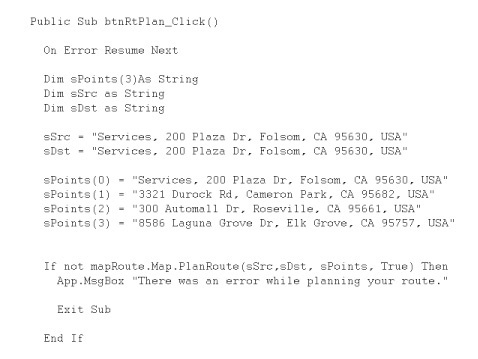 Public Sub btnRtPlan_Click()
On Error Resume Next
Dim sPoints(3)As String
Dim sSrc as String
Dim sDst as String
sSrc = "Services, 200 Plaza Dr, Folsom, CA 95630, USA"
sDst = "Services, 200 Plaza Dr, Folsom, CA 95630, USA"
sPoints(0) = "Services, 200 Plaza Dr, Folsom, CA 95630, USA"
sPoints(1) = "3321 Durock Rd, Cameron Park, CA 95682, USA"
sPoints(2) = "300 Automall Dr, Roseville, CA 95661, USA"
sPoints(3) = "8586 Laguna Grove Dr, Elk Grove, CA 95757, USA"
If not mapRoute.Map.PlanRoute(sSrc,sDst, sPoints, True) Then
App.MsgBox "There was an error while planning your route."
Exit Sub
End If